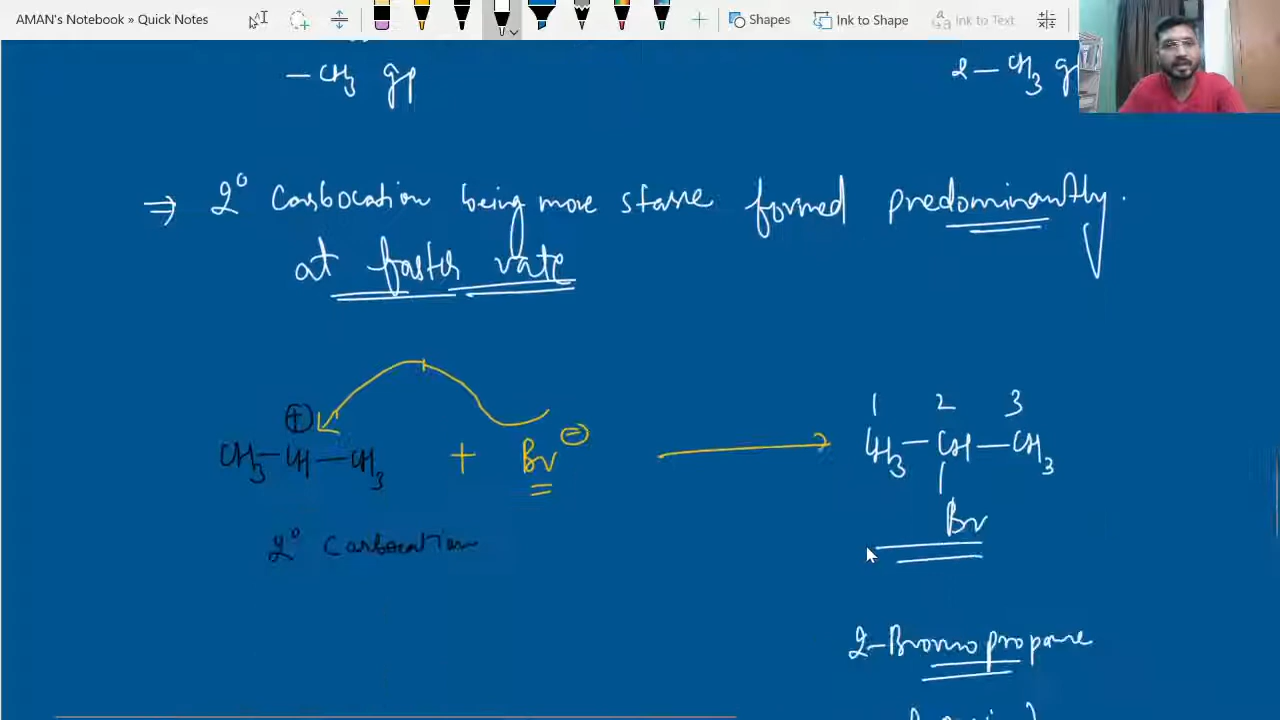 AMAN's Notebook » Quick Notes
Shapes
Ink to Shape
Ink to Text
— CH3 gp
2 — CH3 g
⇒ 2° Carbocation being more stable formed predominantly.
at faster rate
CH3 — CH — CH3 + Br ⊖ → CH3 — CH — CH3
⊕
1 2 3
Br
2° Carbocation
2-Bromopropane